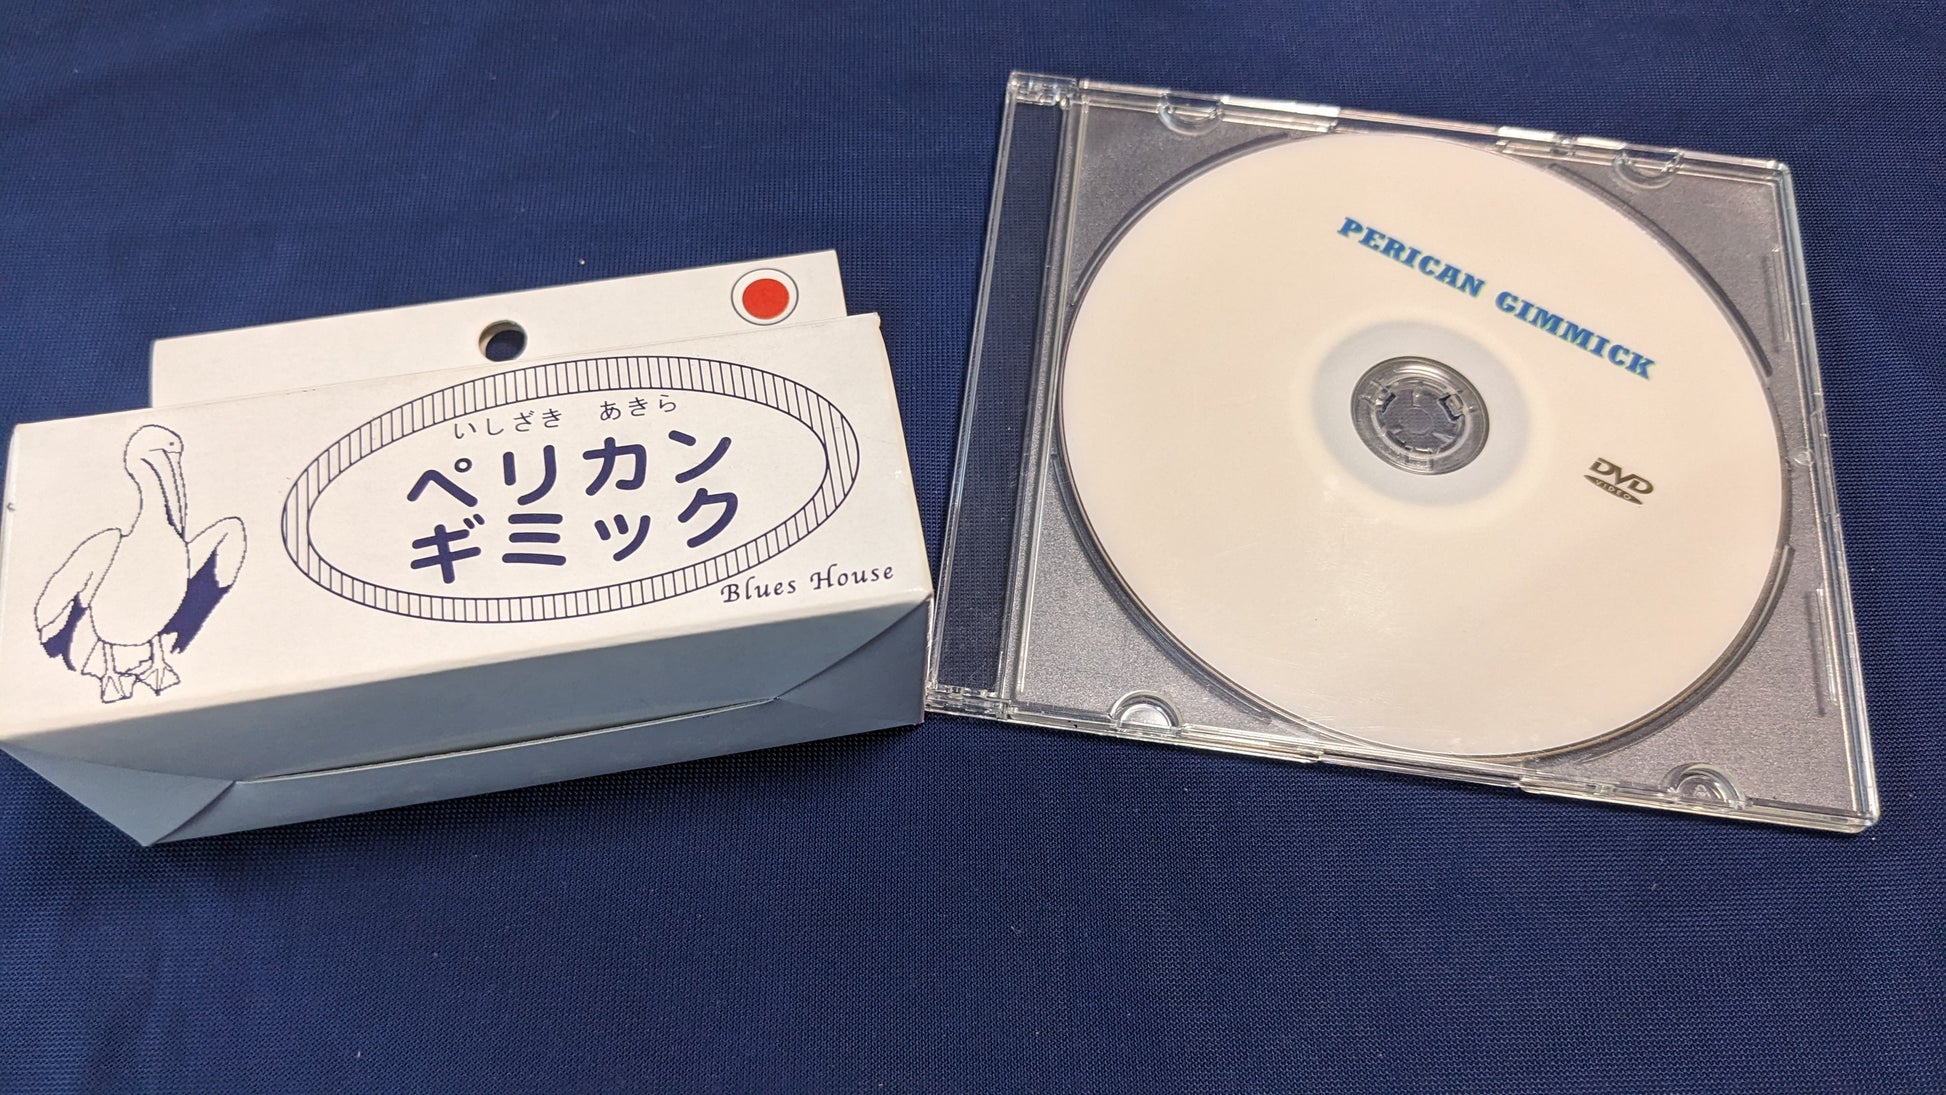 いしざき あきら
ペリカン
ギミック
Blues House
PERICAN GIMMICK
DVD
VIDEO